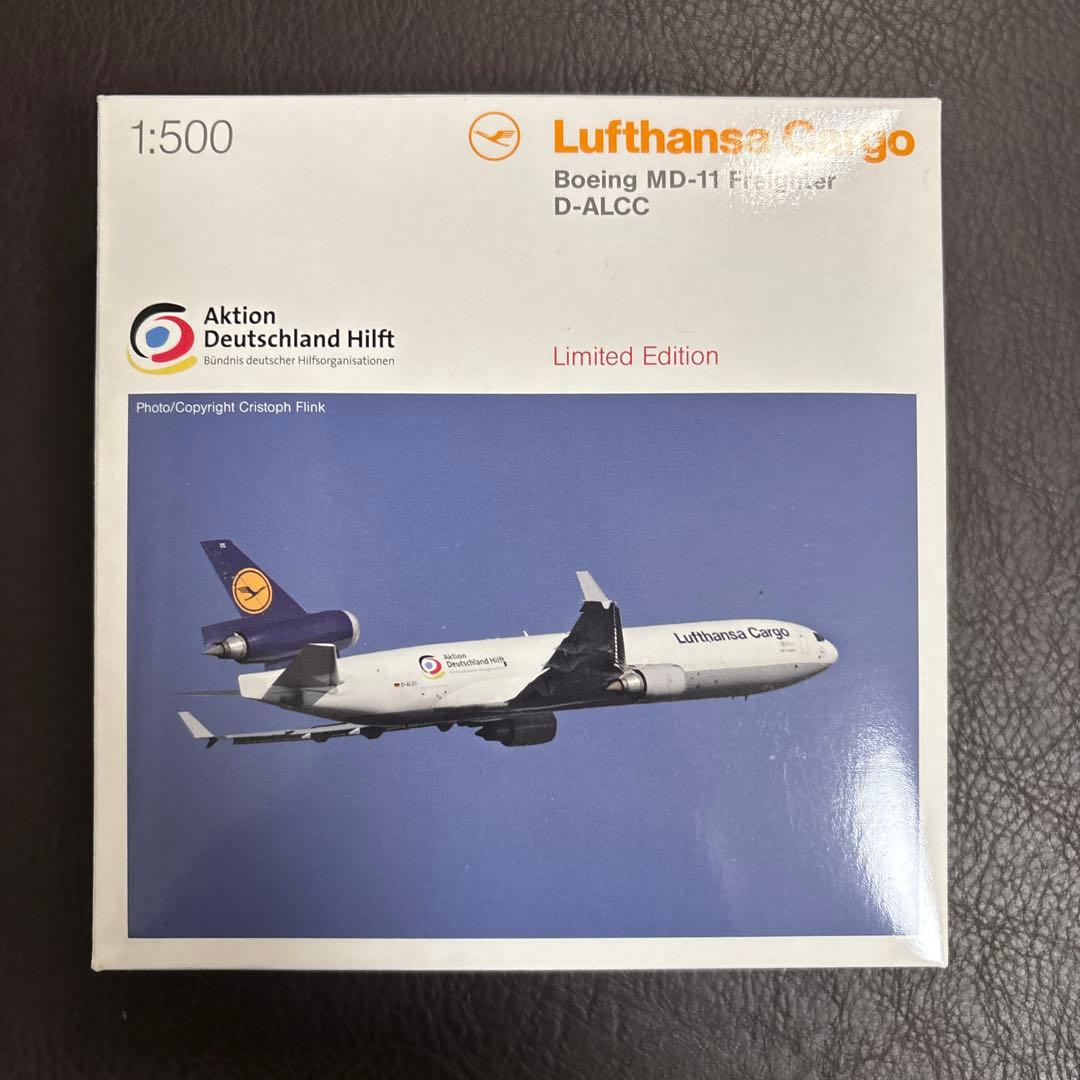 1:500
Lufthansa Cargo
Boeing MD-11 Freighter
D-ALCC
Aktion
Deutschland Hilft
Bündnis deutscher Hilfsorganisationen
Limited Edition
Photo/Copyright Cristoph Flink
Lufthansa Cargo
Aktion
Deutschland Hilft
D-ALCC